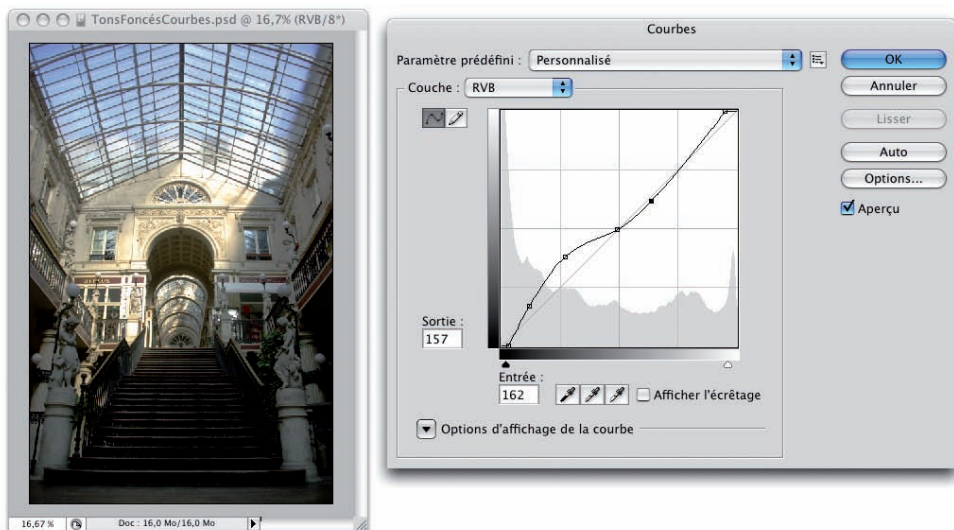 TonsFoncésCourbes.psd @ 16,7% (RVB/8*)
16,67 %
Doc : 16,0 Mo/16,0 Mo
Courbes
Paramètre prédéfini : Personnalisé
Couche : RVB
Sortie :
157
Entrée :
162
Afficher l'écrêtage
Options d'affichage de la courbe
OK
Annuler
Lisser
Auto
Options...
Aperçu